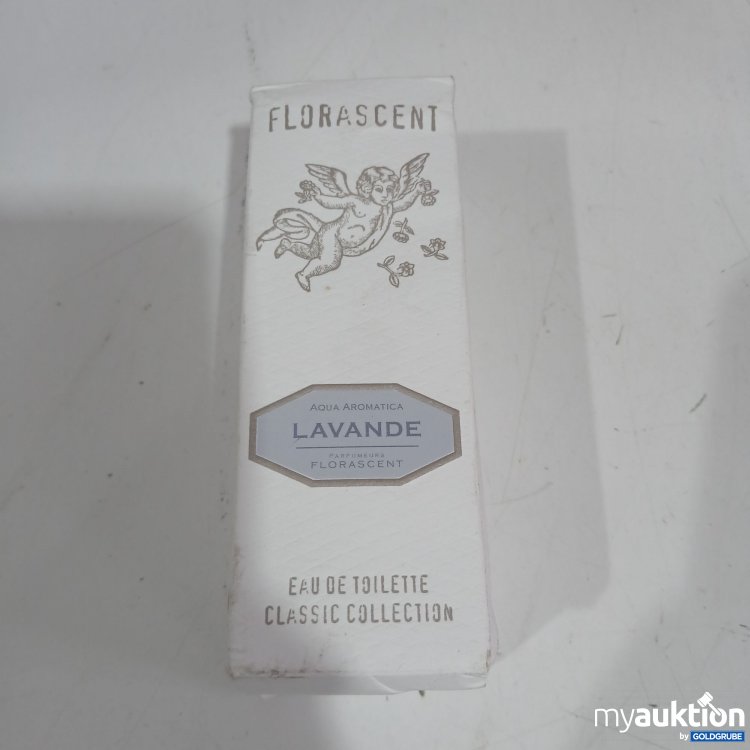 FLORASCENT
AQUA AROMATICA
LAVANDE
PARFUMEURS
FLORASCENT
EAU DE TOILETTE
CLASSIC COLLECTION
myauktion
by GOLDGRUBE